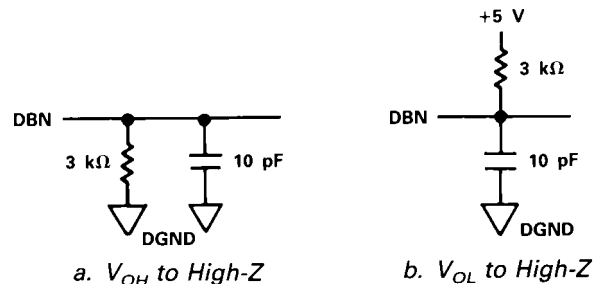 DBN
3 kΩ
10 pF
DGND
a. V_OH to High-Z
+5 V
3 kΩ
DBN
10 pF
DGND
b. V_OL to High-Z